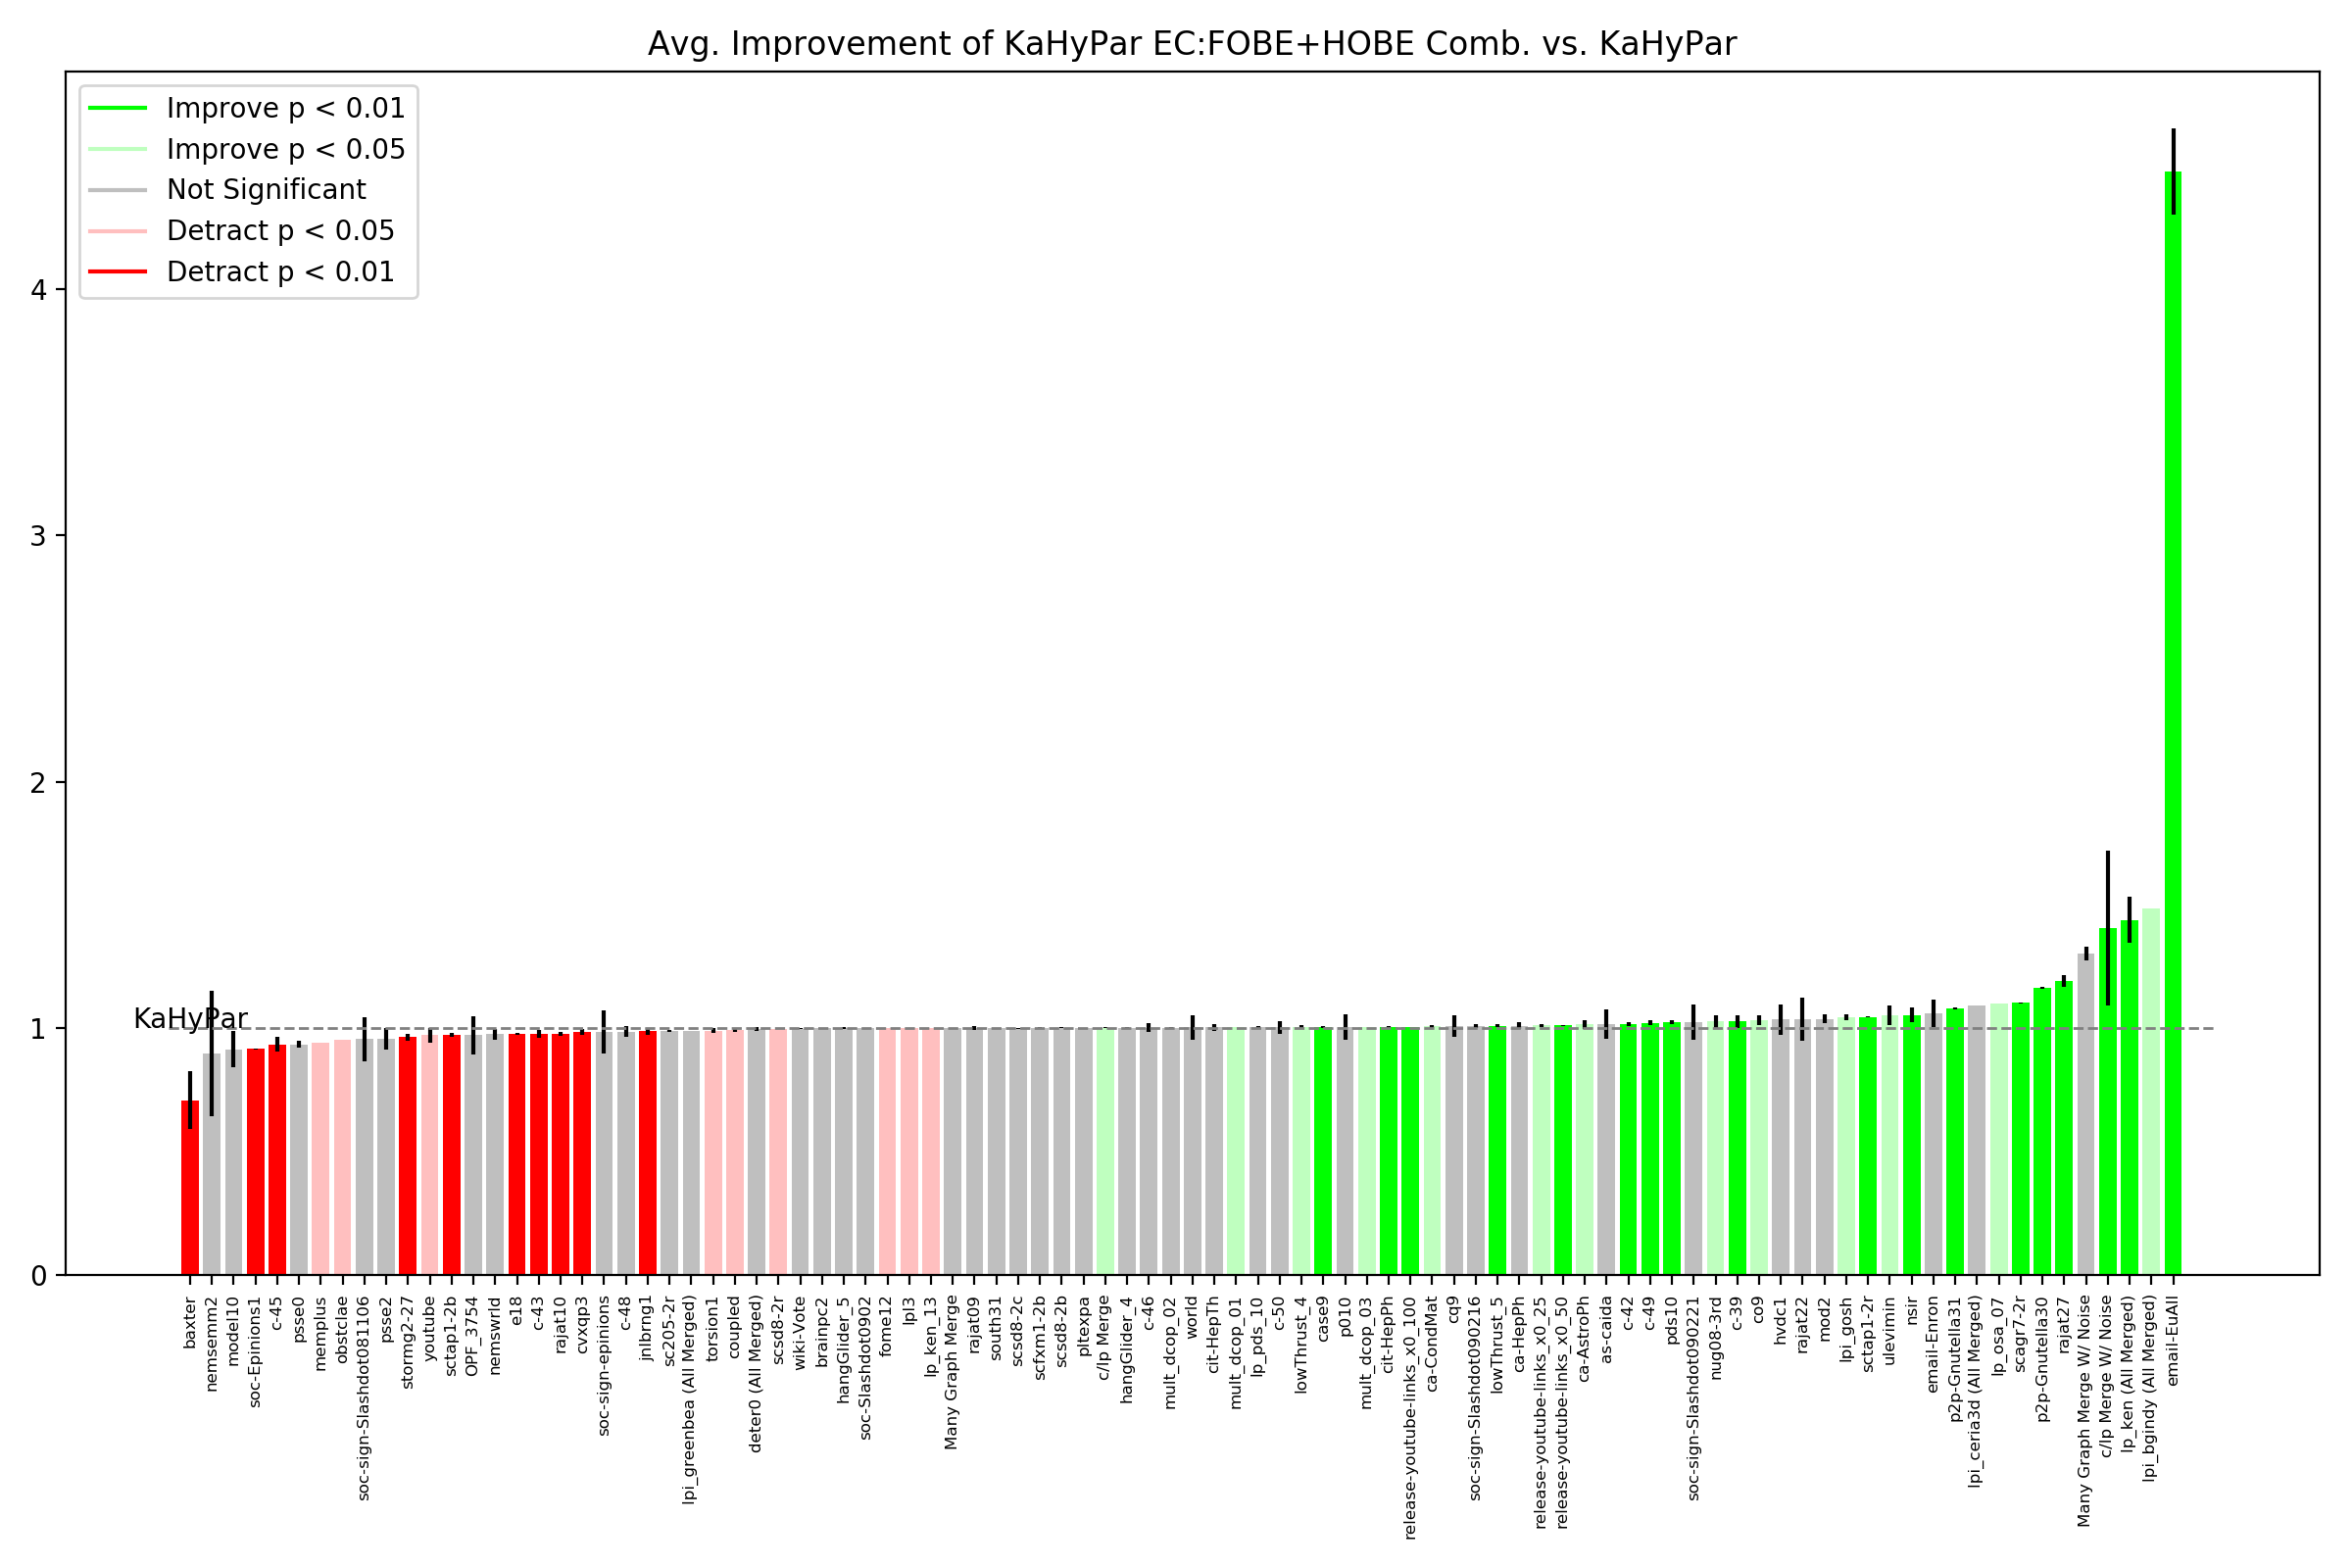 Avg. Improvement of KaHyPar EC:FOBE+HOBE Comb. vs. KaHyPar
Improve p < 0.01
Improve p < 0.05
Not Significant
Detract p < 0.05
Detract p < 0.01
4
3
2
1
0
KaHyPar
baxter
nemsemm2
model10
soc-Epinions1
c-45
psse0
memplus
obstclae
soc-sign-Slashdot081106
psse2
stormg2-27
youtube
sctap1-2b
OPF_3754
nemswrld
e18
c-43
rajat10
cvxqp3
soc-sign-epinions
c-48
jnlbrng1
sc205-2r
lpi_greenbea (All Merged)
torsion1
coupled
deter0 (All Merged)
scsd8-2r
wiki-Vote
brainpc2
hangGlider_5
soc-Slashdot0902
fome12
lpl3
lp_ken_13
Many Graph Merge
rajat09
south31
scsd8-2c
scfxm1-2b
scsd8-2b
pltexpa
c/lp Merge
hangGlider_4
c-46
mult_dcop_02
world
cit-HepTh
mult_dcop_01
lp_pds_10
c-50
lowThrust_4
case9
p010
mult_dcop_03
cit-HepPh
release-youtube-links_x0_100
ca-CondMat
cq9
soc-sign-Slashdot090216
lowThrust_5
ca-HepPh
release-youtube-links_x0_25
release-youtube-links_x0_50
ca-AstroPh
as-caida
c-42
c-49
pds10
soc-sign-Slashdot090221
nug08-3rd
c-39
co9
hvdc1
rajat22
mod2
lpi_gosh
sctap1-2r
ulevimin
nsir
email-Enron
p2p-Gnutella31
lpi_ceria3d (All Merged)
lp_osa_07
scagr7-2r
p2p-Gnutella30
rajat27
Many Graph Merge W/ Noise
c/lp Merge W/ Noise
lp_ken (All Merged)
lpi_bgindy (All Merged)
email-EuAll